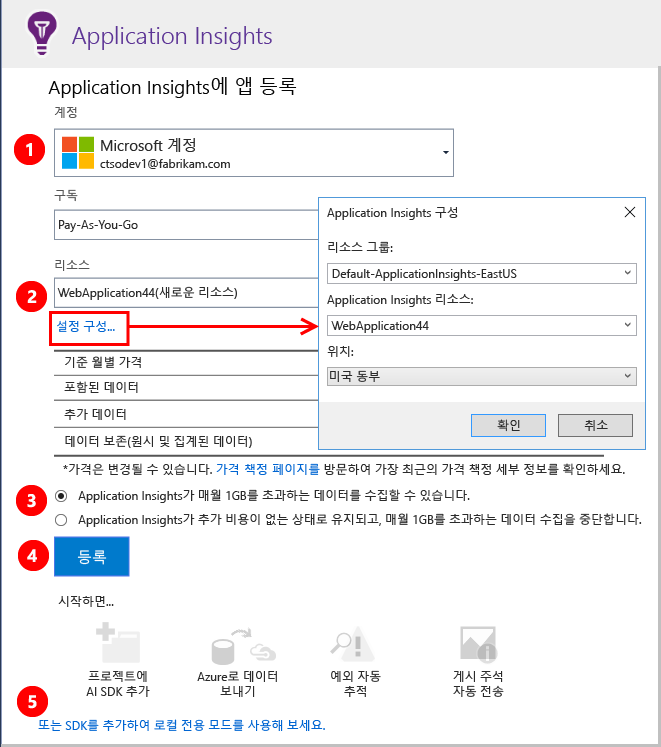 Application Insights
Application Insights에 앱 등록
계정
1
Microsoft 계정
ctsodev1@fabrikam.com
구독
Pay-As-You-Go
리소스
2
WebApplication44(새로운 리소스)
설정 구성...
Application Insights 구성
리소스 그룹:
Default-ApplicationInsights-EastUS
Application Insights 리소스:
WebApplication44
위치:
미국 동부
확인
취소
기준 월별 가격
포함된 데이터
추가 데이터
데이터 보존(원시 및 집계된 데이터)
*가격은 변경될 수 있습니다. 가격 책정 페이지를 방문하여 가장 최근의 가격 책정 세부 정보를 확인하세요.
3
Application Insights가 매월 1GB를 초과하는 데이터를 수집할 수 있습니다.
Application Insights가 추가 비용이 없는 상태로 유지되고, 매월 1GB를 초과하는 데이터 수집을 중단합니다.
4
등록
시작하면...
프로젝트에
AI SDK 추가
Azure로 데이터
보내기
예외 자동
추적
게시 주석
자동 전송
5
또는 SDK를 추가하여 로컬 전용 모드를 사용해 보세요.